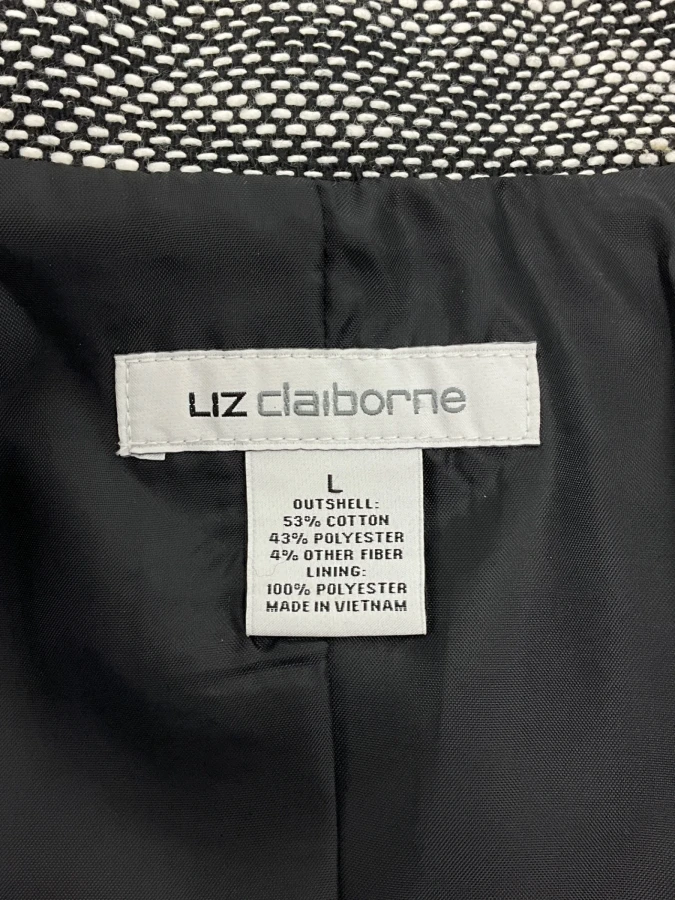 LIZ claiborne
L
OUTSHELL:
53% COTTON
43% POLYESTER
4% OTHER FIBER
LINING:
100% POLYESTER
MADE IN VIETNAM